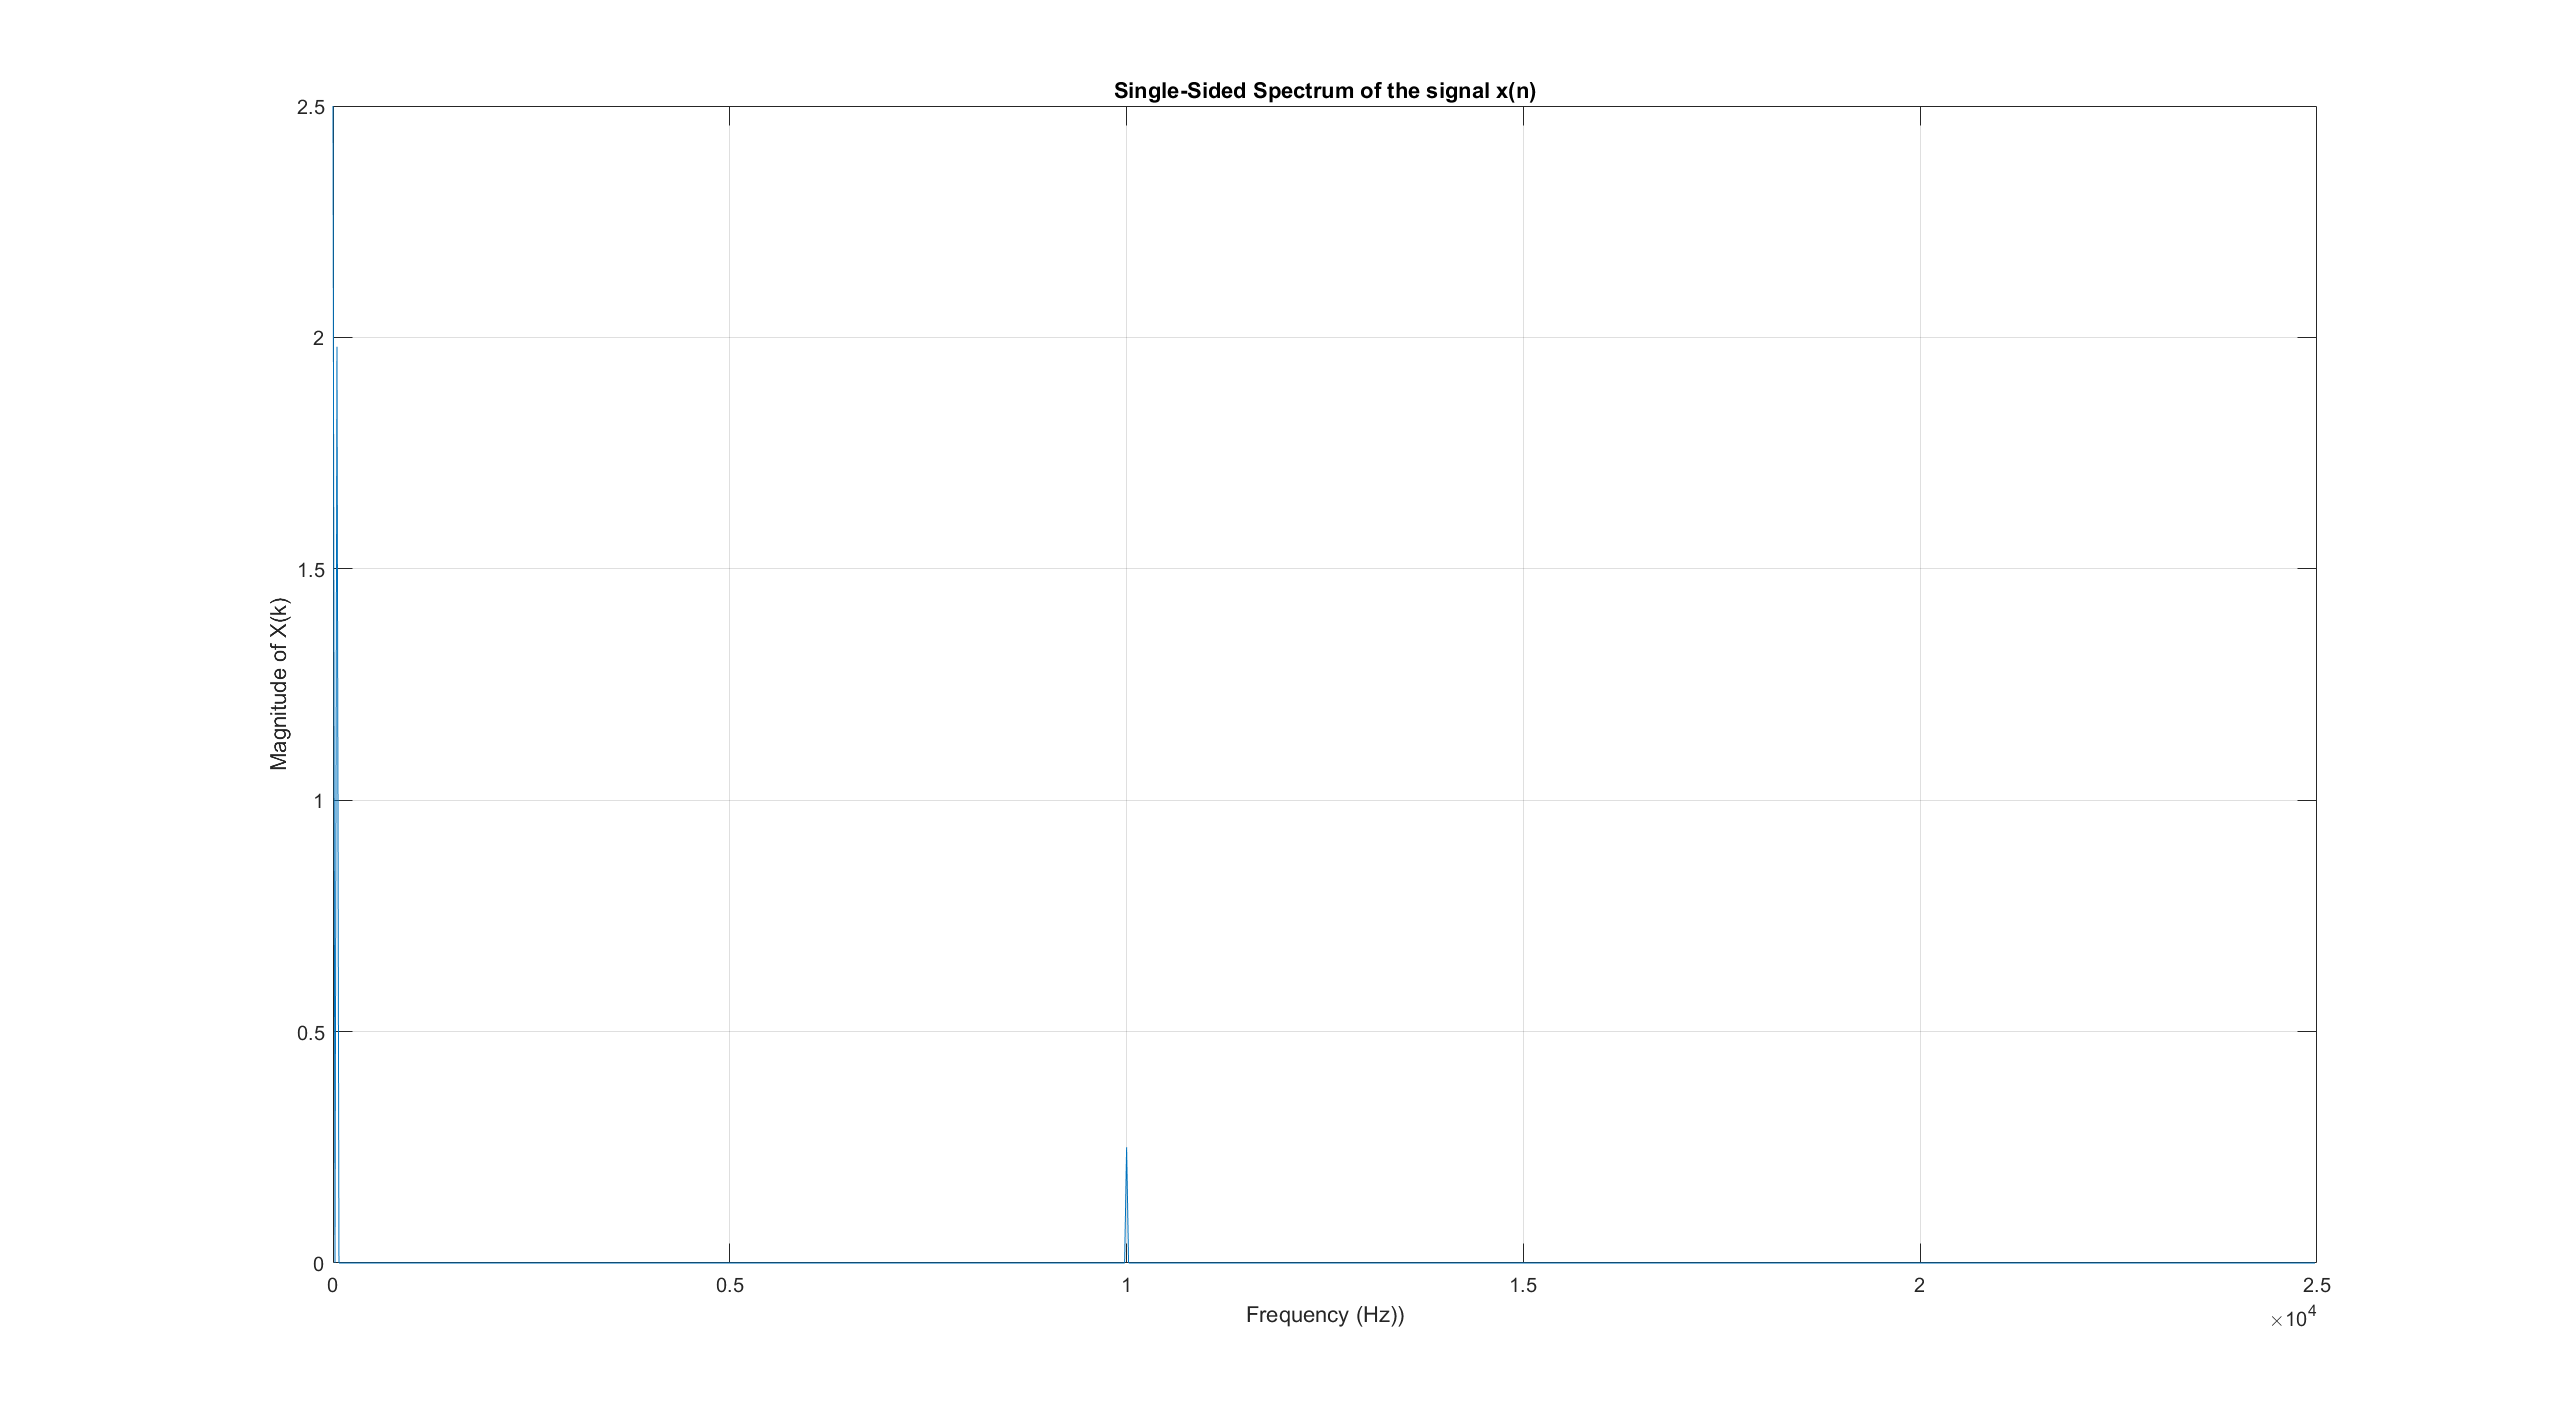 Single-Sided Spectrum of the signal x(n)
2.5
2
1.5
1
0.5
0
Magnitude of X(k)
0 0.5 1 1.5 2 2.5
×10^4
Frequency (Hz))